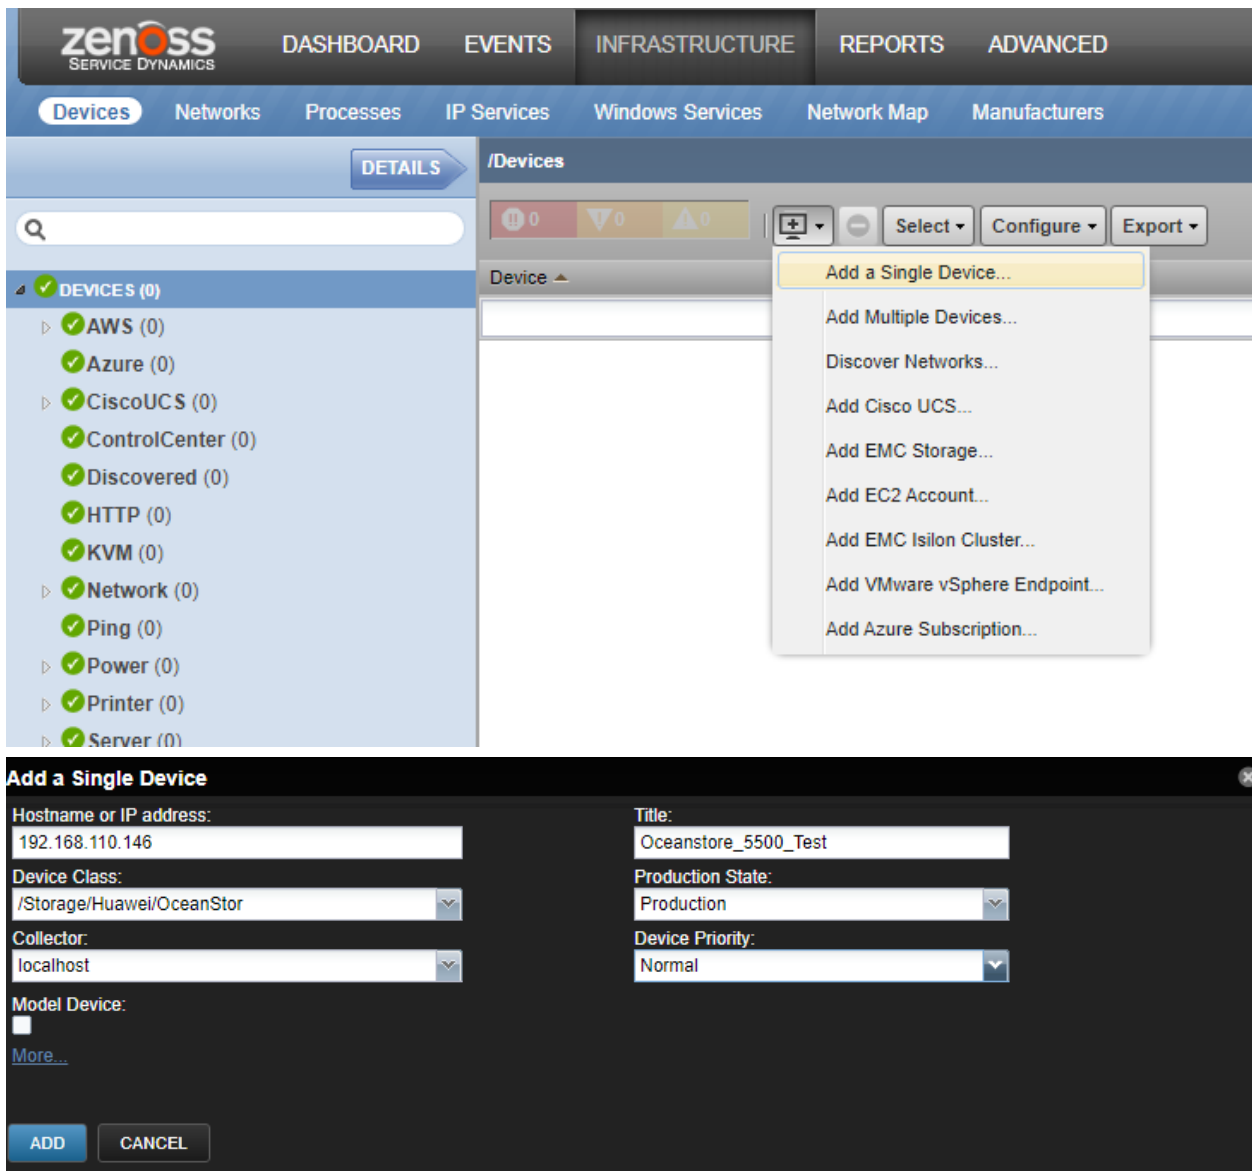 zenoss
SERVICE DYNAMICS
DASHBOARD EVENTS INFRASTRUCTURE REPORTS ADVANCED
Devices Networks Processes IP Services Windows Services Network Map Manufacturers
DETAILS
/Devices
0 0 0
Select Configure Export
Device
DEVICES (0)
AWS (0)
Azure (0)
CiscoUCS (0)
ControlCenter (0)
Discovered (0)
HTTP (0)
KVM (0)
Network (0)
Ping (0)
Power (0)
Printer (0)
Server (0)
Add a Single Device...
Add Multiple Devices...
Discover Networks...
Add Cisco UCS...
Add EMC Storage...
Add EC2 Account...
Add EMC Isilon Cluster...
Add VMware vSphere Endpoint...
Add Azure Subscription...
Add a Single Device
Hostname or IP address:
192.168.110.146
Title:
Oceanstore_5500_Test
Device Class:
/Storage/Huawei/OceanStor
Production State:
Production
Collector:
localhost
Device Priority:
Normal
Model Device:
More...
ADD CANCEL